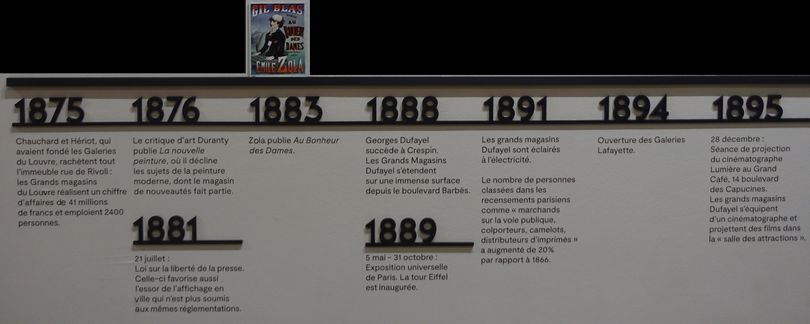 GIL BLAS
AU
BONHEUR
DES
DAMES
EMILE ZOLA
1875
Chauchard et Hériot, qui
avaient fondé les Galeries
du Louvre, rachètent tout
l'immeuble rue de Rivoli :
les Grands magasins
du Louvre réalisent un chiffre
d'affaires de 41 millions
de francs et emploient 2400
personnes.
1876
Le critique d'art Duranty
publie La nouvelle
peinture, où il décline
les sujets de la peinture
moderne, dont le magasin
de nouveautés fait partie.
1881
21 juillet :
Loi sur la liberté de la presse.
Celle-ci favorise aussi
l'essor de l'affichage en
ville qui n'est plus soumis
aux mêmes réglementations.
1883
Zola publie Au Bonheur
des Dames.
1888
Georges Dufayel
succède à Crespin.
Les Grands Magasins
Dufayel s'étendent
sur une immense surface
depuis le boulevard Barbès.
1889
5 mai – 31 octobre :
Exposition universelle
de Paris. La tour Eiffel
est inaugurée.
1891
Les grands magasins
Dufayel sont éclairés
à l'électricité.
Le nombre de personnes
classées dans les
recensements parisiens
comme « marchands
sur la voie publique,
colporteurs, camelots,
distributeurs d'imprimés »
a augmenté de 20%
par rapport à 1866.
1894
Ouverture des Galeries
Lafayette.
1895
28 décembre :
Séance de projection
du cinématographe
Lumière au Grand
Café, 14 boulevard
des Capucines.
Les grands magasins
Dufayel s'équipent
d'un cinématographe et
projettent des films dans
la « salle des attractions ».